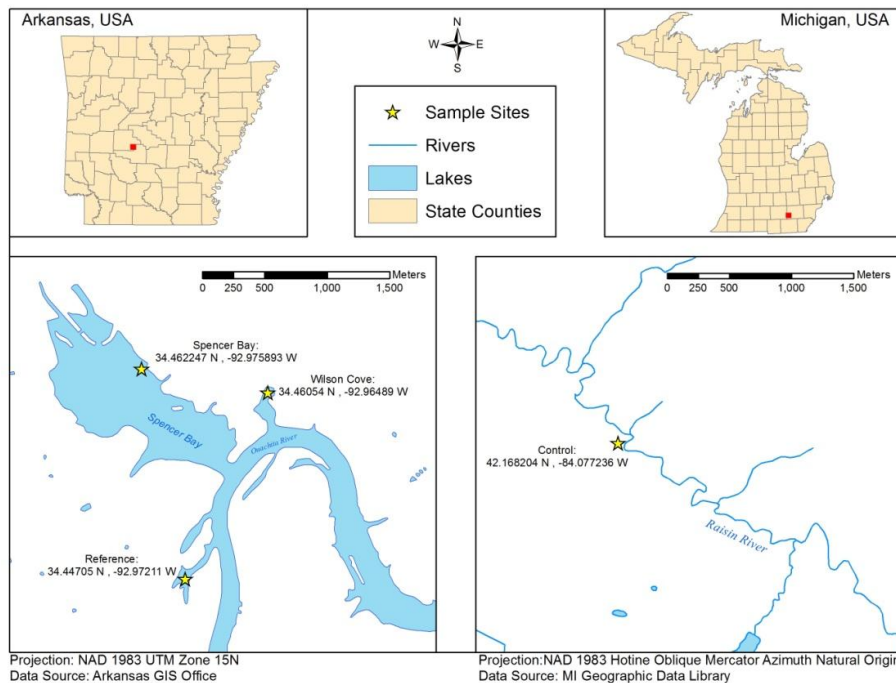 Arkansas, USA
N
W E
S
Michigan, USA
Sample Sites
Rivers
Lakes
State Counties
Meters
0 250 500 1,000 1,500
Spencer Bay:
34.462247 N , -92.975893 W
Wilson Cove:
34.46054 N , -92.96489 W
Spencer Bay
Ouachita River
Reference:
34.44705 N , -92.97211 W
Meters
0 250 500 1,000 1,500
Control:
42.168204 N , -84.077236 W
Raisin River
Projection: NAD 1983 UTM Zone 15N
Data Source: Arkansas GIS Office
Projection:NAD 1983 Hotine Oblique Mercator Azimuth Natural Origin
Data Source: MI Geographic Data Library